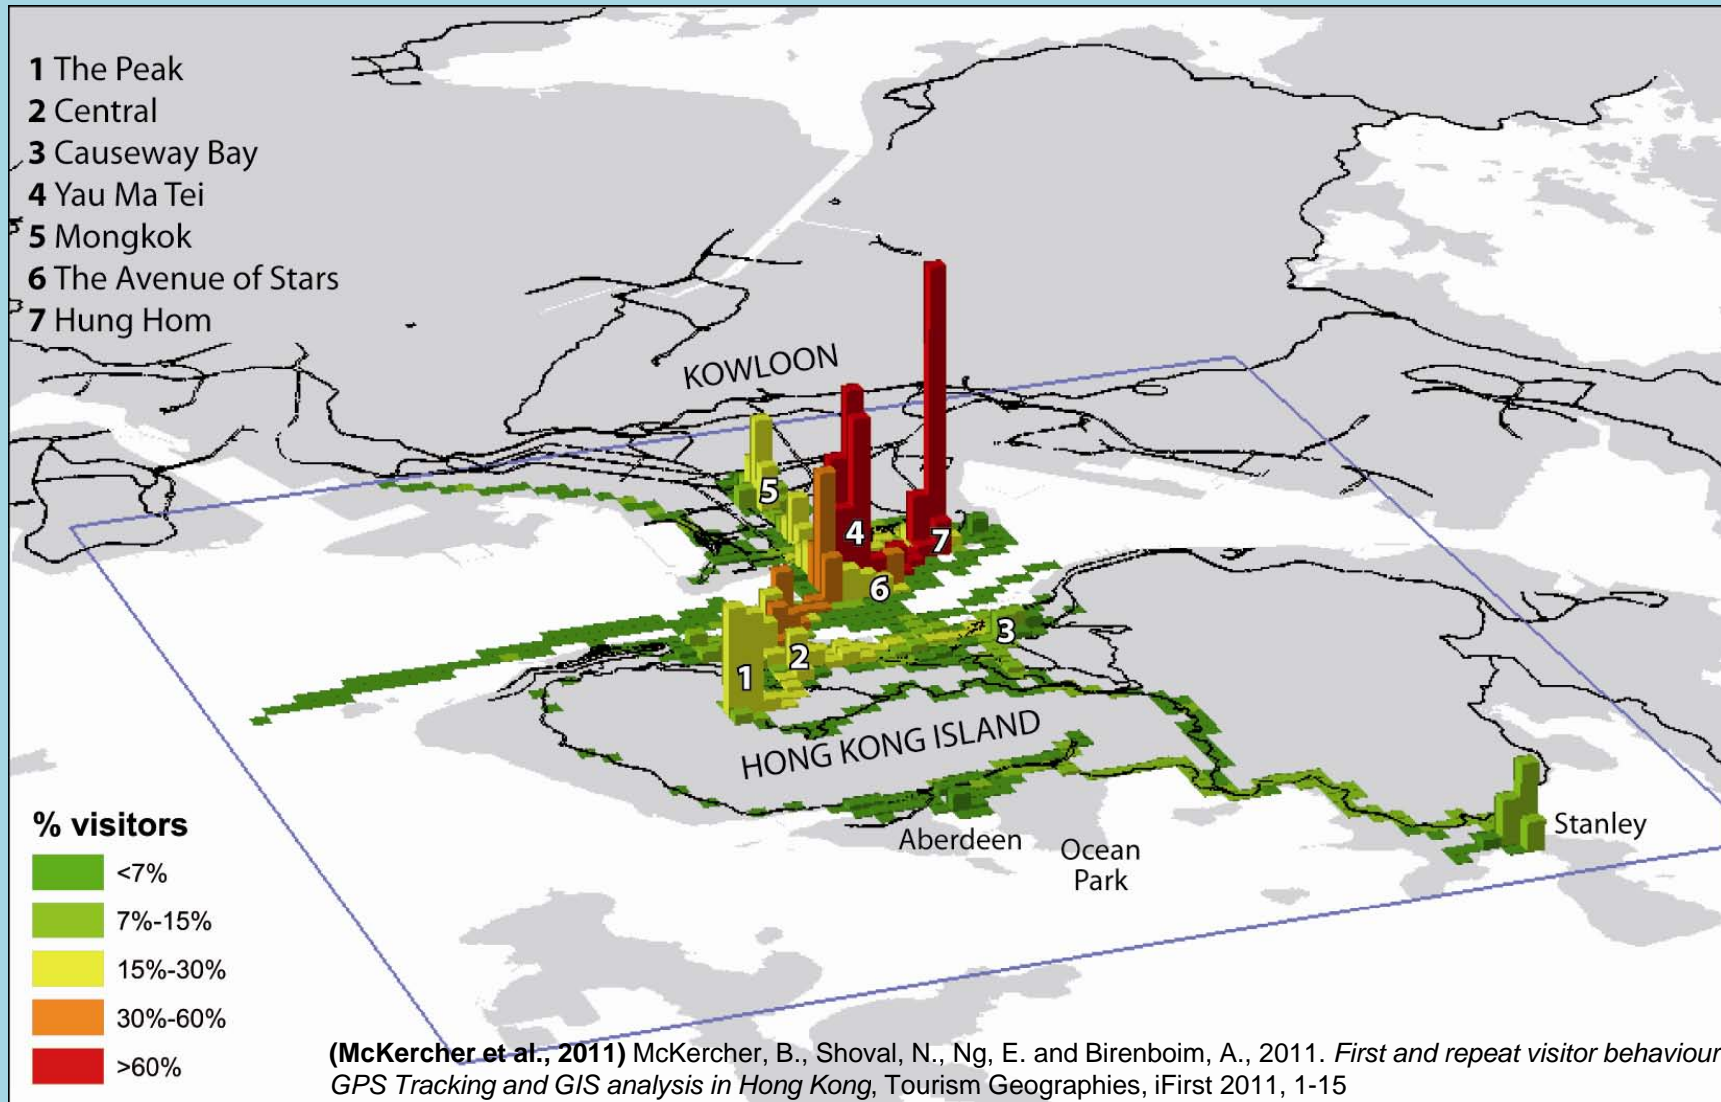 1 The Peak
2 Central
3 Causeway Bay
4 Yau Ma Tei
5 Mongkok
6 The Avenue of Stars
7 Hung Hom
KOWLOON
5
4
7
6
3
2
1
HONG KONG ISLAND
Aberdeen
Ocean
Park
Stanley
% visitors
<7%
7%-15%
15%-30%
30%-60%
>60%
(McKercher et al., 2011) McKercher, B., Shoval, N., Ng, E. and Birenboim, A., 2011. First and repeat visitor behaviour
GPS Tracking and GIS analysis in Hong Kong, Tourism Geographies, iFirst 2011, 1-15